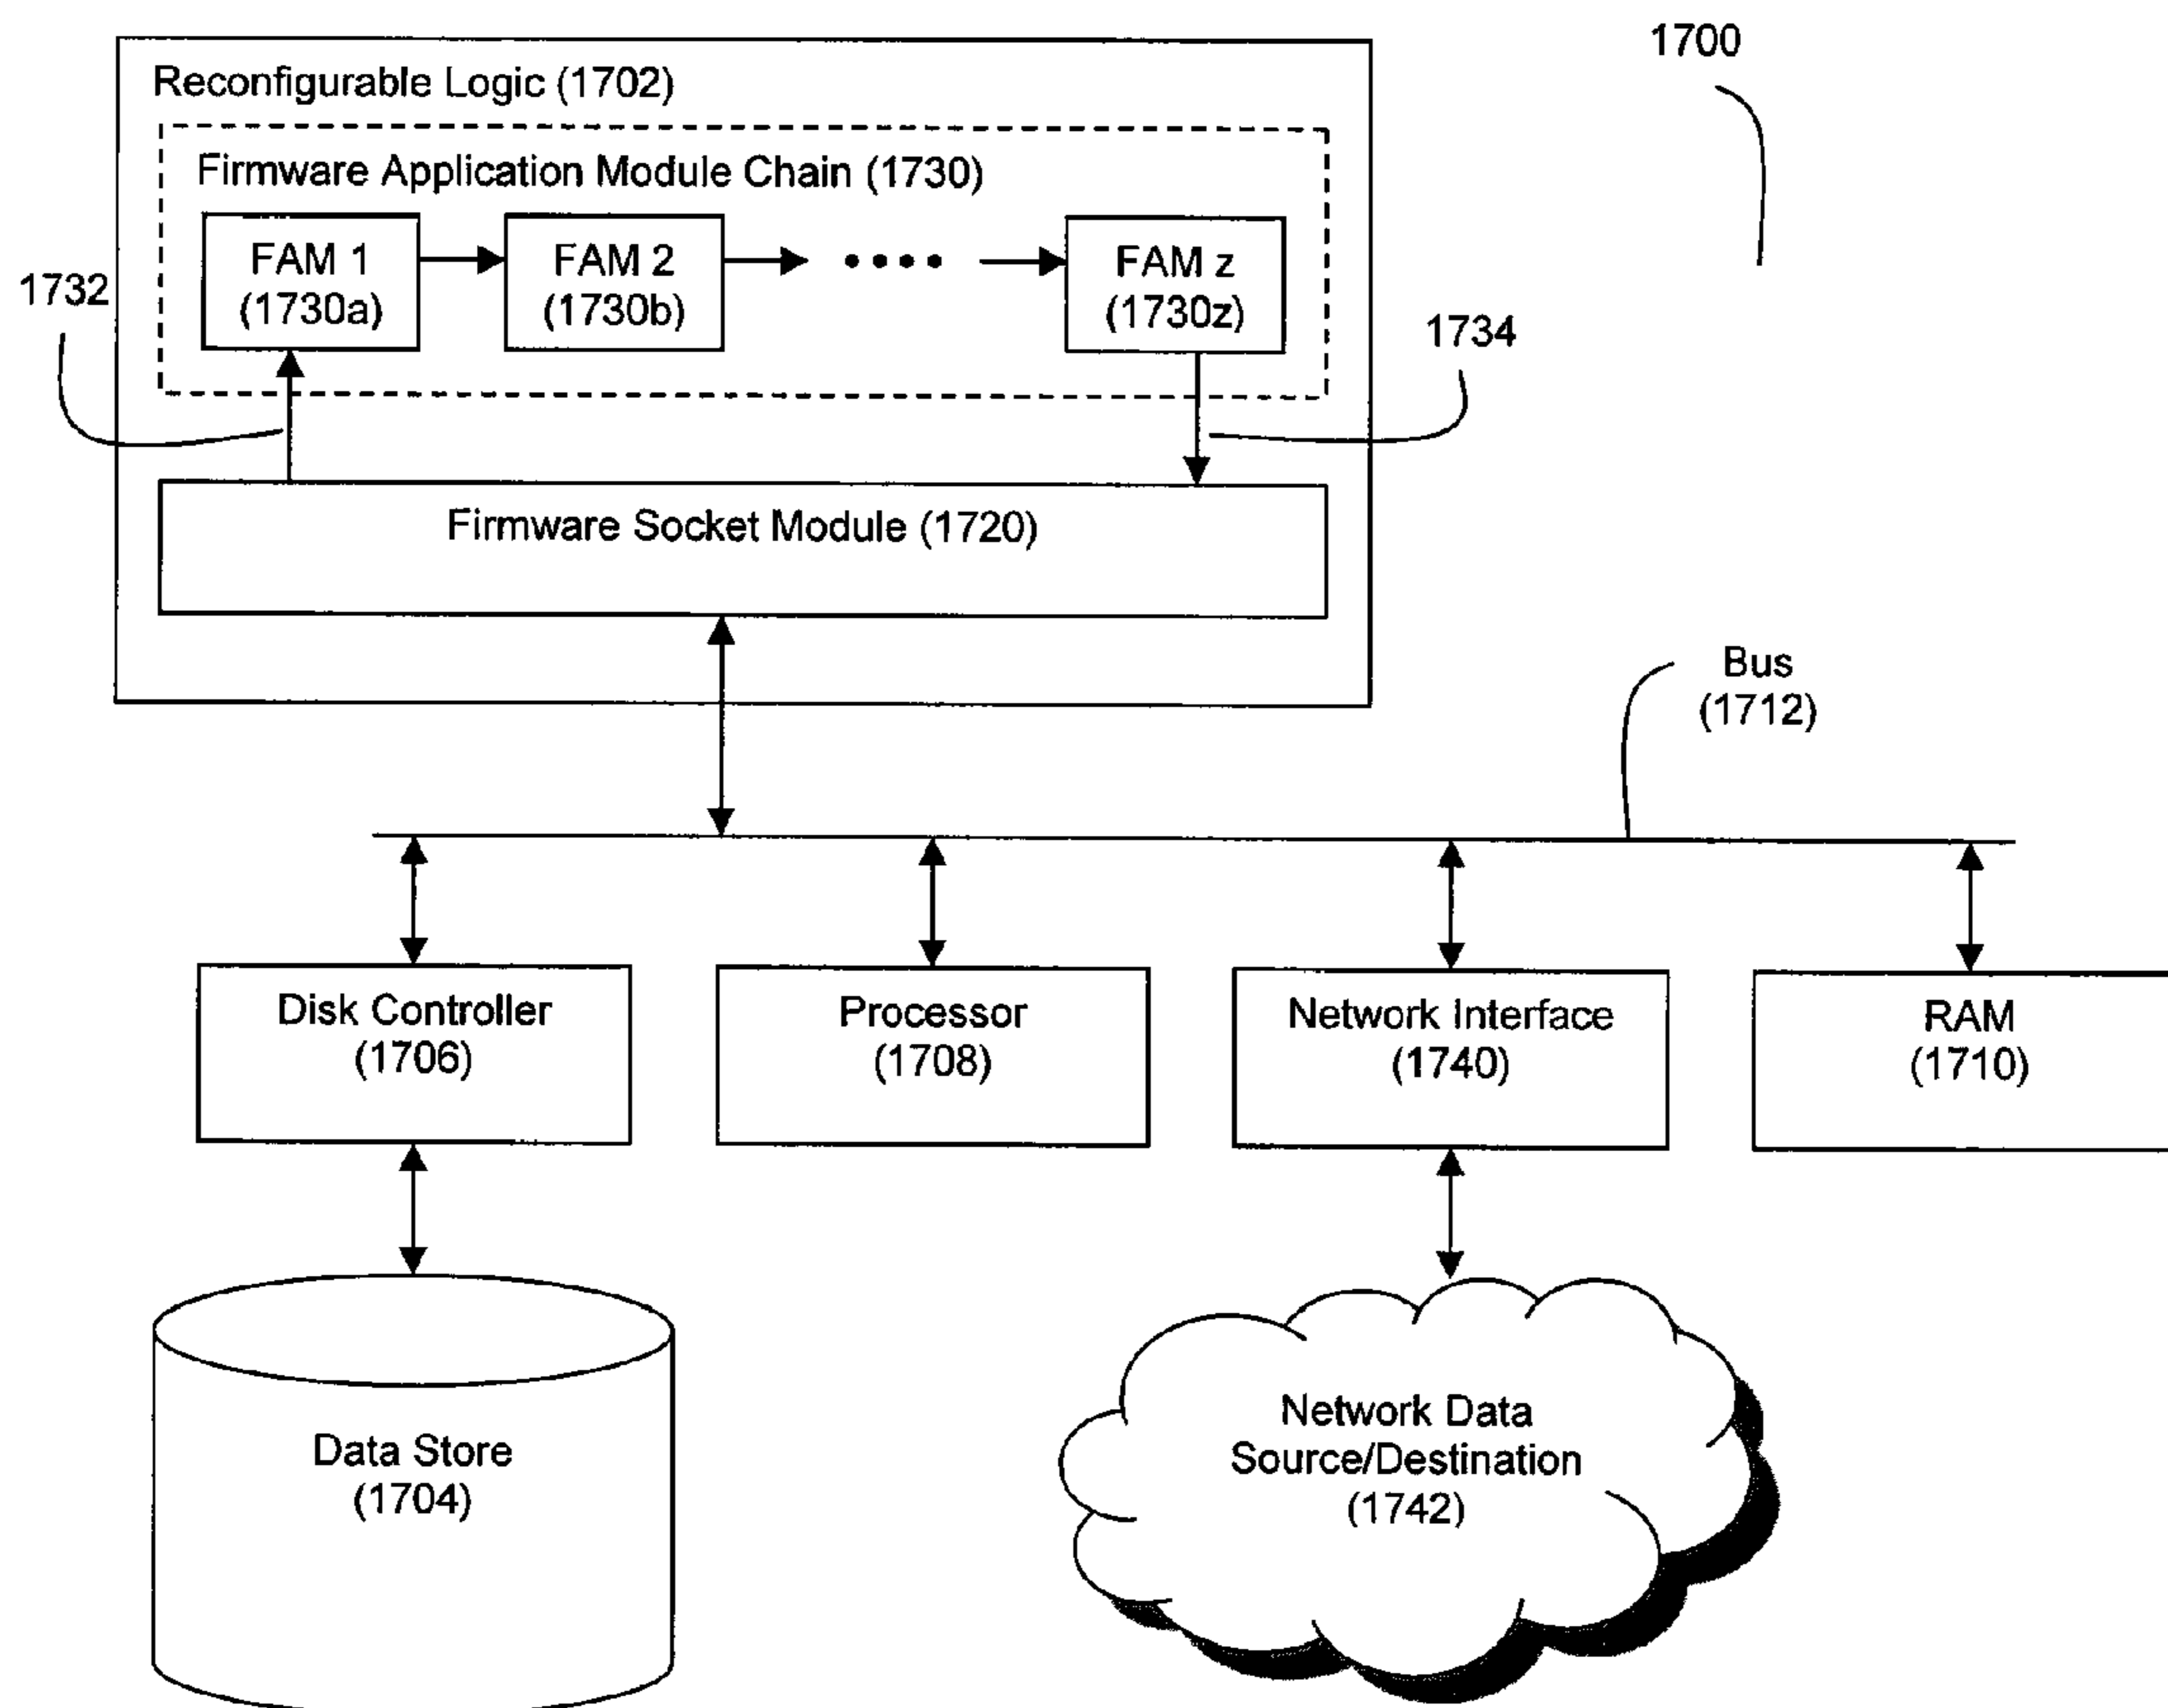 1700
Reconfigurable Logic (1702)
Firmware Application Module Chain (1730)
FAM 1
(1730a)
FAM 2
(1730b)
FAM z
(1730z)
1732
1734
Firmware Socket Module (1720)
Bus
(1712)
Disk Controller
(1706)
Processor
(1708)
Network Interface
(1740)
RAM
(1710)
Data Store
(1704)
Network Data
Source/Destination
(1742)